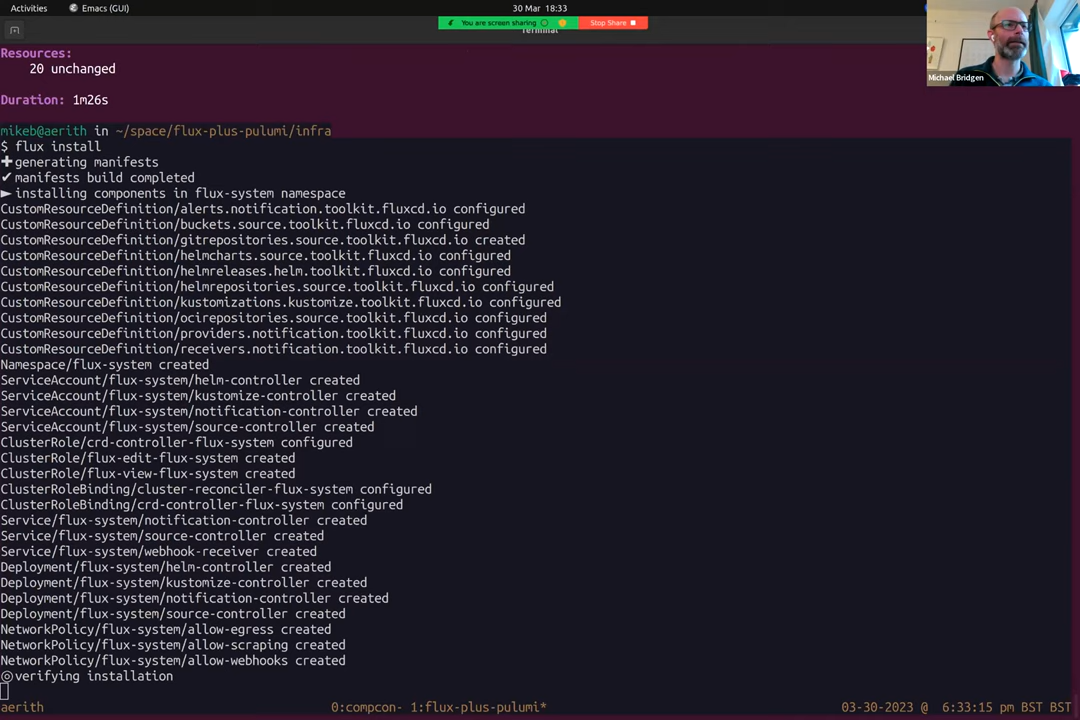 Activities
Emacs (GUI)
30 Mar 18:33
You are screen sharing
Stop Share
Terminal
Michael Bridgen
Resources:
20 unchanged
Duration: 1m26s
mikeb@aerith in ~/space/flux-plus-pulumi/infra
$ flux install
✚ generating manifests
✔ manifests build completed
► installing components in flux-system namespace
CustomResourceDefinition/alerts.notification.toolkit.fluxcd.io configured
CustomResourceDefinition/buckets.source.toolkit.fluxcd.io configured
CustomResourceDefinition/gitrepositories.source.toolkit.fluxcd.io created
CustomResourceDefinition/helmcharts.source.toolkit.fluxcd.io configured
CustomResourceDefinition/helmreleases.helm.toolkit.fluxcd.io configured
CustomResourceDefinition/helmrepositories.source.toolkit.fluxcd.io configured
CustomResourceDefinition/kustomizations.kustomize.toolkit.fluxcd.io configured
CustomResourceDefinition/ocirepositories.source.toolkit.fluxcd.io configured
CustomResourceDefinition/providers.notification.toolkit.fluxcd.io configured
CustomResourceDefinition/receivers.notification.toolkit.fluxcd.io configured
Namespace/flux-system created
ServiceAccount/flux-system/helm-controller created
ServiceAccount/flux-system/kustomize-controller created
ServiceAccount/flux-system/notification-controller created
ServiceAccount/flux-system/source-controller created
ClusterRole/crd-controller-flux-system configured
ClusterRole/flux-edit-flux-system created
ClusterRole/flux-view-flux-system created
ClusterRoleBinding/cluster-reconciler-flux-system configured
ClusterRoleBinding/crd-controller-flux-system configured
Service/flux-system/notification-controller created
Service/flux-system/source-controller created
Service/flux-system/webhook-receiver created
Deployment/flux-system/helm-controller created
Deployment/flux-system/kustomize-controller created
Deployment/flux-system/notification-controller created
Deployment/flux-system/source-controller created
NetworkPolicy/flux-system/allow-egress created
NetworkPolicy/flux-system/allow-scraping created
NetworkPolicy/flux-system/allow-webhooks created
◎ verifying installation
aerith 0:compcon- 1:flux-plus-pulumi* 03-30-2023 @ 6:33:15 pm BST BST